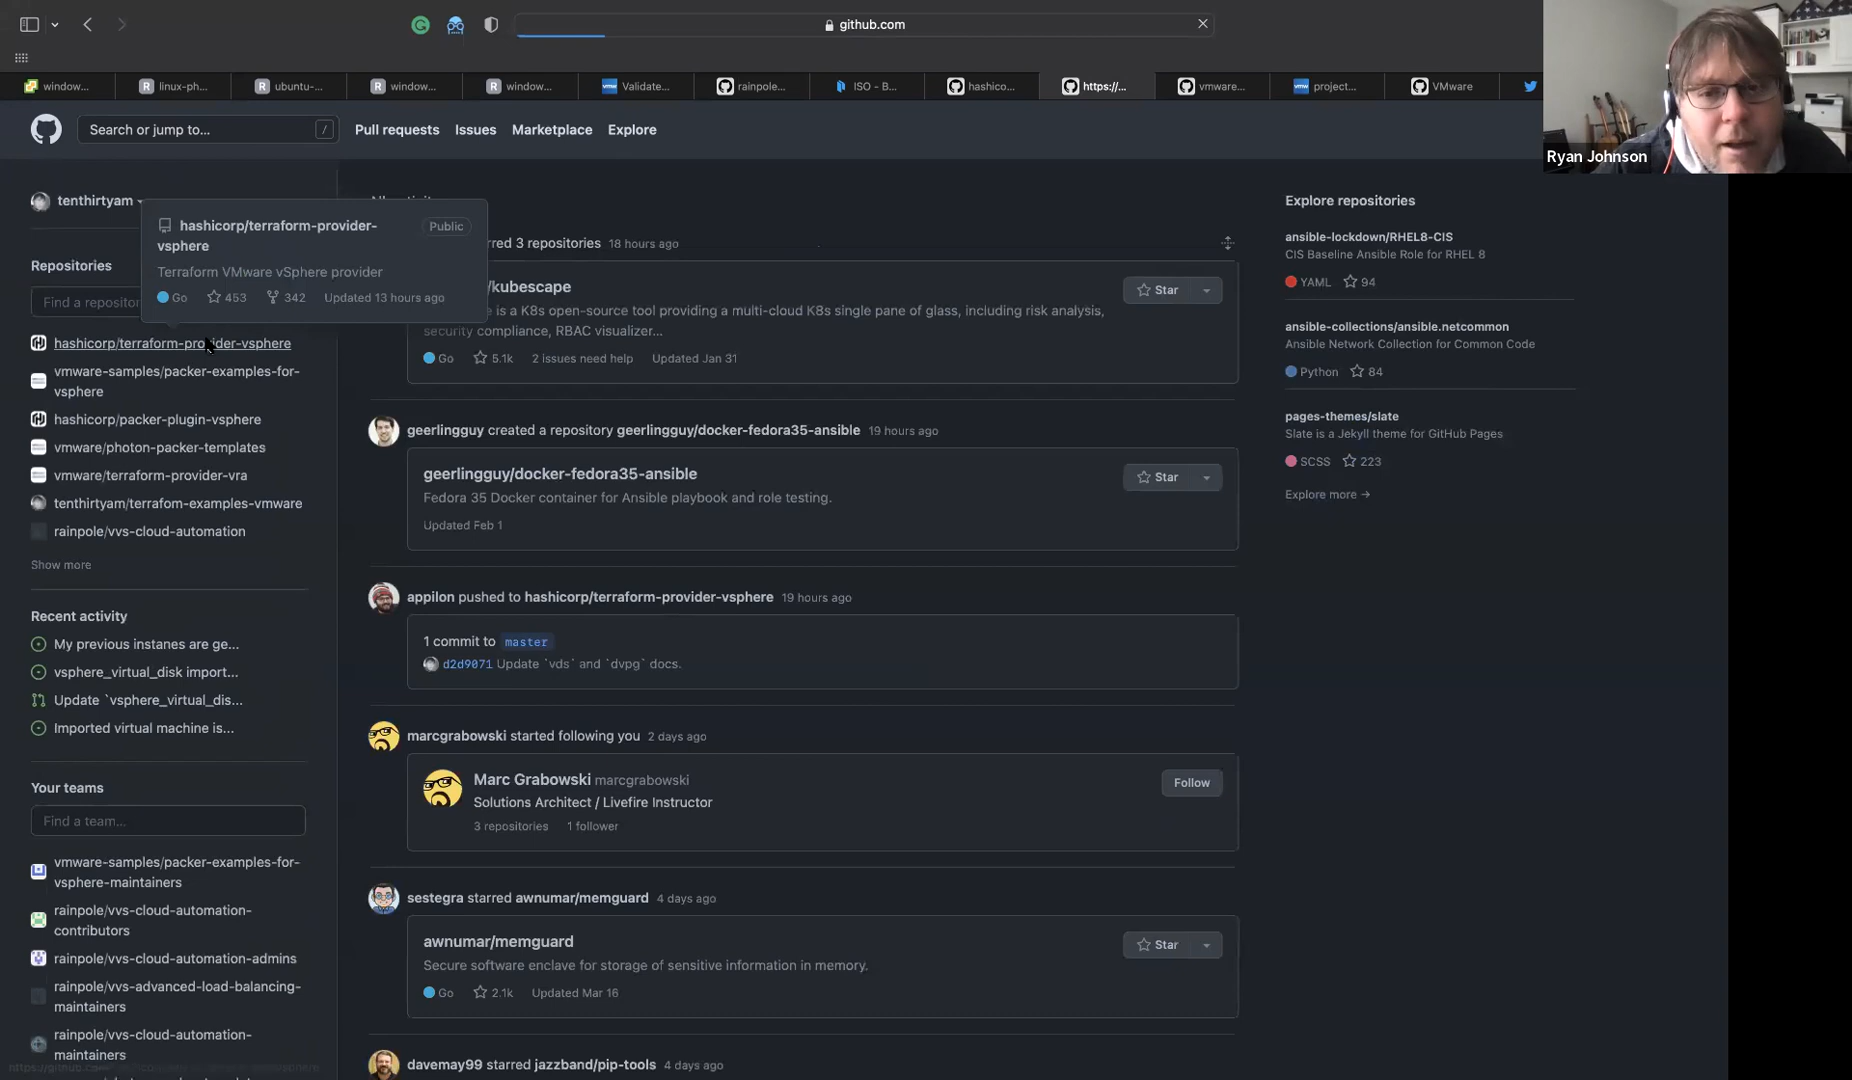 github.com
window...
linux-ph...
ubuntu-...
window...
window...
Validate...
rainpole...
ISO - B...
hashico...
https://...
vmware...
project...
VMware
Ryan Johnson
Search or jump to...
/
Pull requests
Issues
Marketplace
Explore
tenthirtyam
hashicorp/terraform-provider-
vsphere
Public
Terraform VMware vSphere provider
Go
453
342
Updated 13 hours ago
Repositories
Find a reposito
hashicorp/terraform-provider-vsphere
vmware-samples/packer-examples-for-
vsphere
hashicorp/packer-plugin-vsphere
vmware/photon-packer-templates
vmware/terraform-provider-vra
tenthirtyam/terrafom-examples-vmware
rainpole/vvs-cloud-automation
Show more
Recent activity
My previous instanes are ge...
vsphere_virtual_disk import...
Update `vsphere_virtual_dis...
Imported virtual machine is...
Your teams
Find a team...
vmware-samples/packer-examples-for-
vsphere-maintainers
rainpole/vvs-cloud-automation-
contributors
rainpole/vvs-cloud-automation-admins
rainpole/vvs-advanced-load-balancing-
maintainers
rainpole/vvs-cloud-automation-
maintainers
rred 3 repositories 18 hours ago
/kubescape
Star
e is a K8s open-source tool providing a multi-cloud K8s single pane of glass, including risk analysis,
security compliance, RBAC visualizer...
Go
5.1k
2 issues need help
Updated Jan 31
geerlingguy created a repository geerlingguy/docker-fedora35-ansible 19 hours ago
geerlingguy/docker-fedora35-ansible
Star
Fedora 35 Docker container for Ansible playbook and role testing.
Updated Feb 1
appilon pushed to hashicorp/terraform-provider-vsphere 19 hours ago
1 commit to master
d2d9071 Update `vds` and `dvpg` docs.
marcgrabowski started following you 2 days ago
Marc Grabowski marcgrabowski
Follow
Solutions Architect / Livefire Instructor
3 repositories
1 follower
sestegra starred awnumar/memguard 4 days ago
awnumar/memguard
Star
Secure software enclave for storage of sensitive information in memory.
Go
2.1k
Updated Mar 16
davemay99 starred jazzband/pip-tools 4 days ago
Explore repositories
ansible-lockdown/RHEL8-CIS
CIS Baseline Ansible Role for RHEL 8
YAML
94
ansible-collections/ansible.netcommon
Ansible Network Collection for Common Code
Python
84
pages-themes/slate
Slate is a Jekyll theme for GitHub Pages
SCSS
223
Explore more →